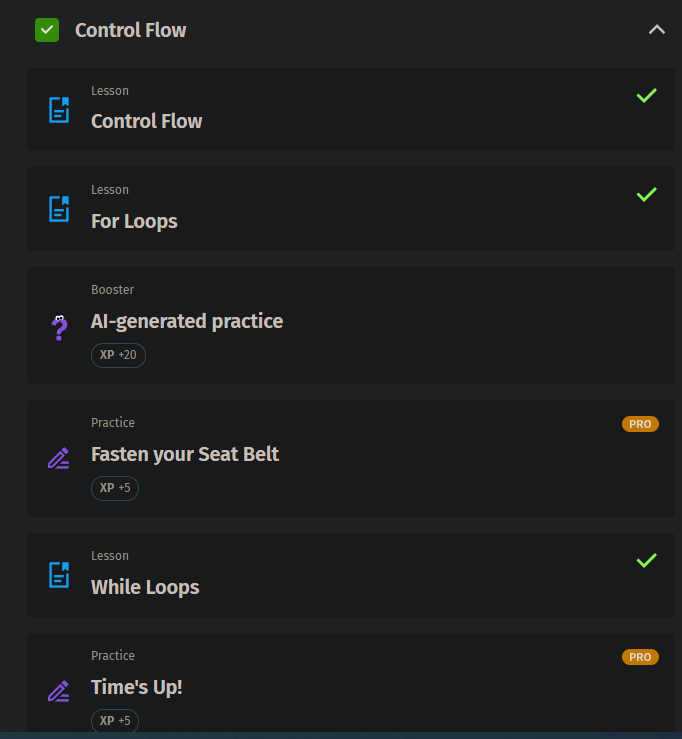 Control Flow
Lesson
Control Flow
Lesson
For Loops
Booster
AI-generated practice
XP +20
Practice
PRO
Fasten your Seat Belt
XP +5
Lesson
While Loops
Practice
PRO
Time's Up!
XP +5